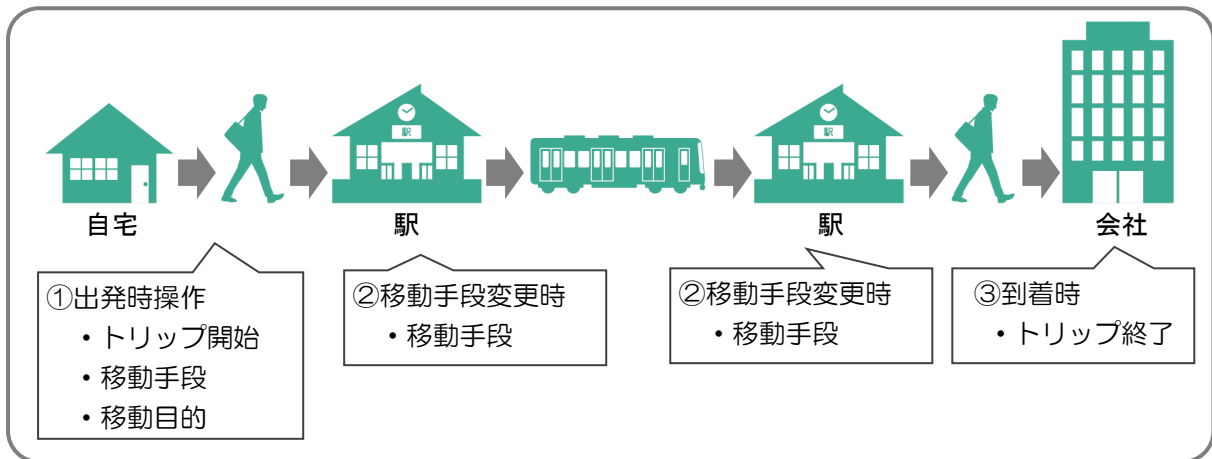 駅
駅
自宅
駅
駅
会社
①出発時操作
・トリップ開始
・移動手段
・移動目的
②移動手段変更時
・移動手段
②移動手段変更時
・移動手段
③到着時
・トリップ終了